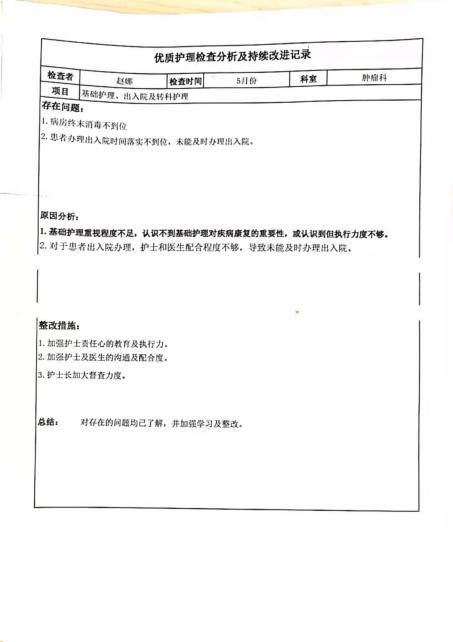 优质护理检查分析及持续改进记录
检查者 赵娜 检查时间 5月份 科室 肿瘤科
项目 基础护理、出入院及转科护理
存在问题：
1. 病房终末消毒不到位
2. 患者办理出入院时间落实不到位，未能及时办理出入院。
原因分析：
1. 基础护理重视程度不足，认识不到基础护理对疾病康复的重要性，或认识到但执行力度不够。
2. 对于患者出入院办理，护士和医生配合程度不够，导致未能及时办理出入院。
整改措施：
1. 加强护士责任心的教育及执行力。
2. 加强护士及医生的沟通及配合度。
3. 护士长加大督查力度。
总结： 对存在的问题均已了解，并加强学习及整改。